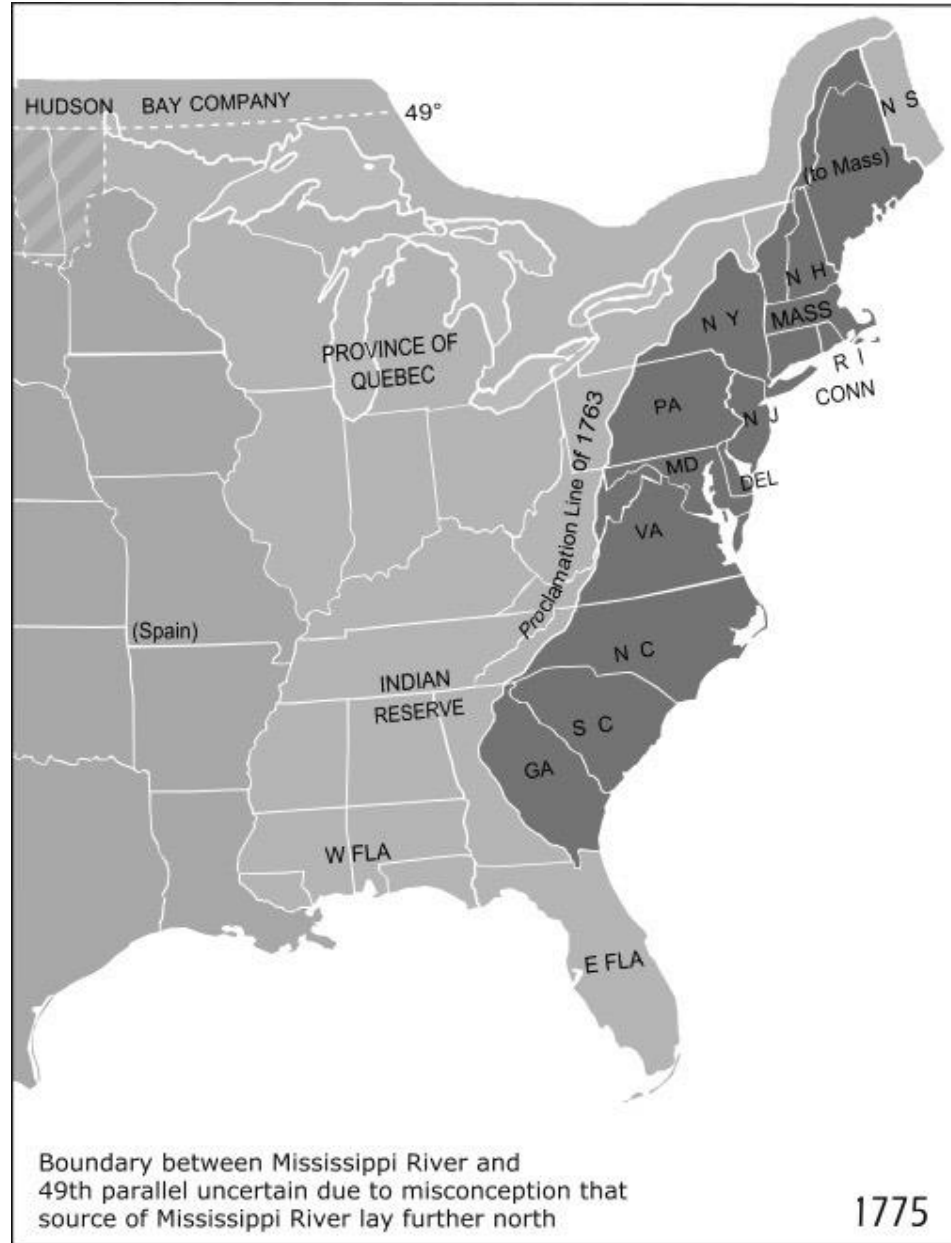 HUDSON BAY COMPANY
49°
N S
(to Mass)
N H
N Y
MASS
PROVINCE OF
QUEBEC
R I
CONN
PA
N J
Proclamation Line of 1763
MD
DEL
VA
(Spain)
N C
INDIAN
RESERVE
S C
GA
W FLA
E FLA
Boundary between Mississippi River and
49th parallel uncertain due to misconception that
source of Mississippi River lay further north
1775